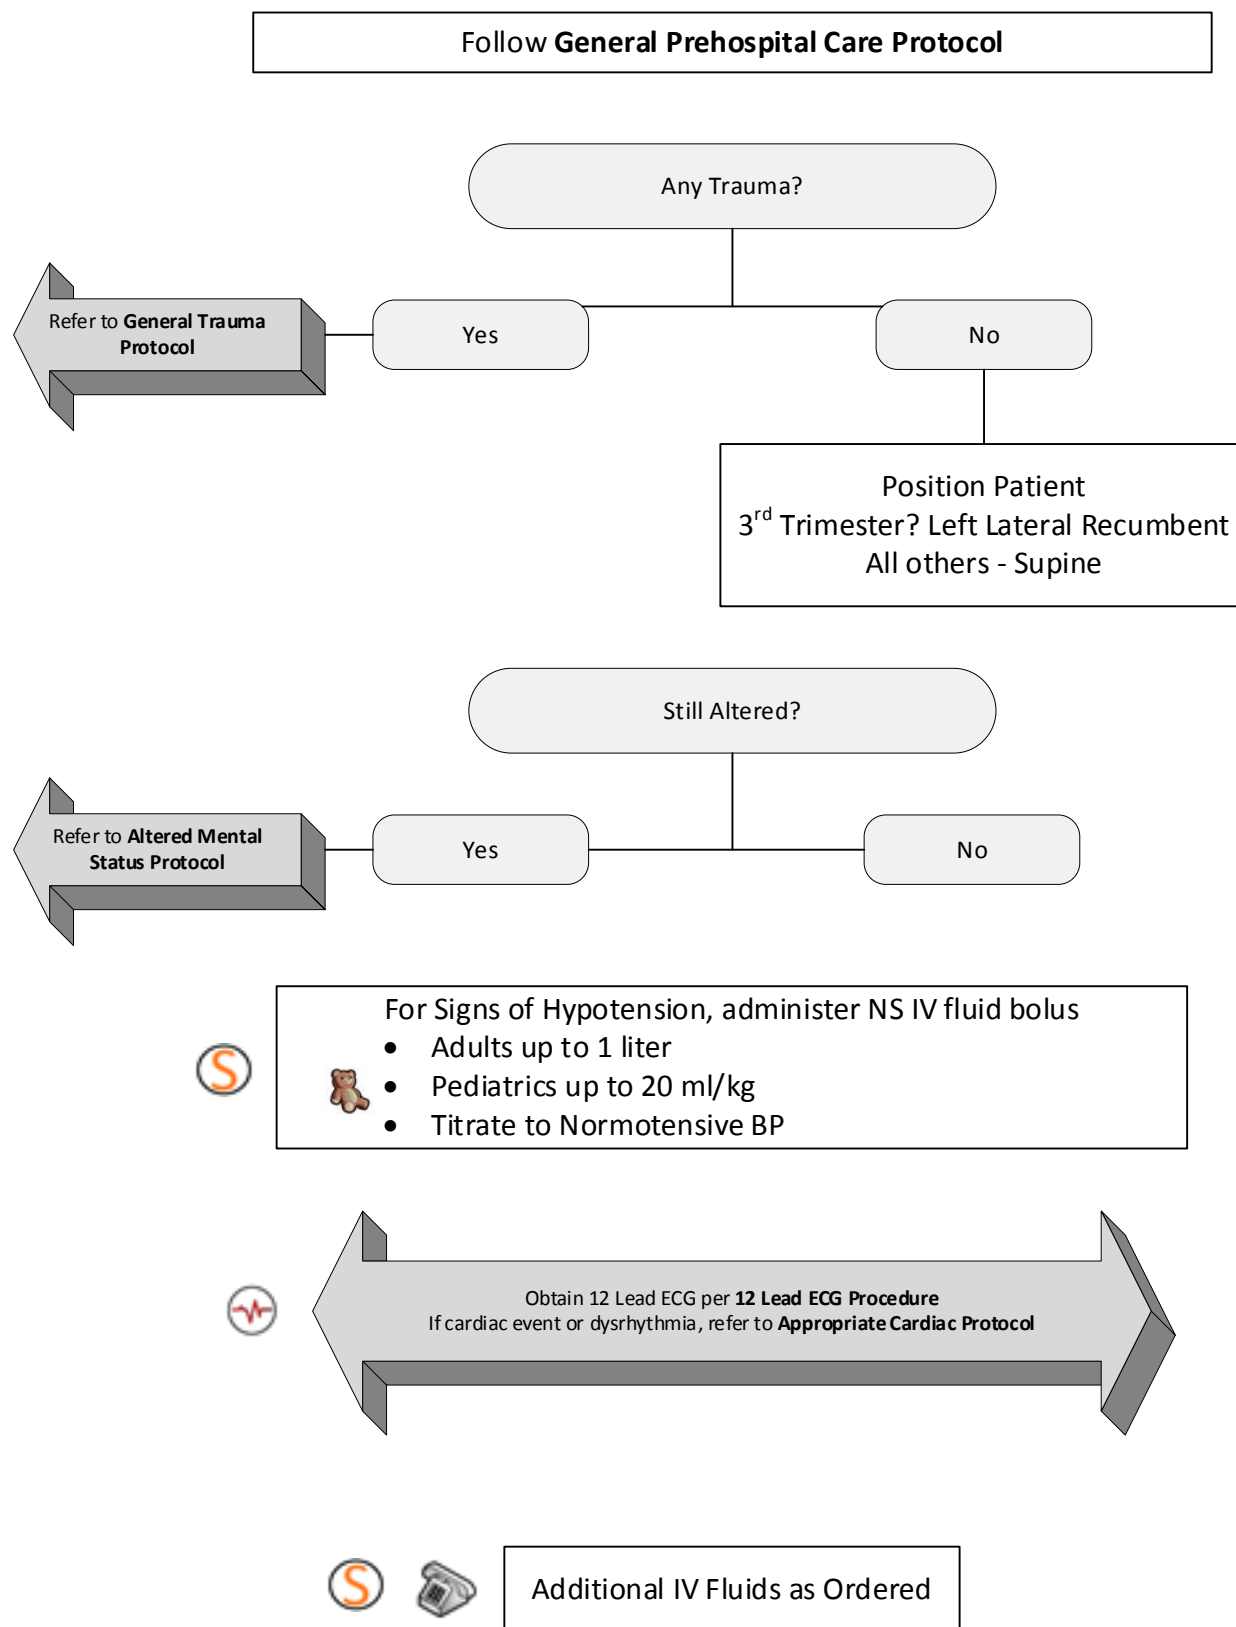 Follow General Prehospital Care Protocol
Any Trauma?
Refer to General Trauma
Protocol
Yes
No
Position Patient
3rd Trimester? Left Lateral Recumbent
All others - Supine
Still Altered?
Refer to Altered Mental
Status Protocol
Yes
No
For Signs of Hypotension, administer NS IV fluid bolus
• Adults up to 1 liter
• Pediatrics up to 20 ml/kg
• Titrate to Normotensive BP
S
Obtain 12 Lead ECG per 12 Lead ECG Procedure
If cardiac event or dysrhythmia, refer to Appropriate Cardiac Protocol
S
Additional IV Fluids as Ordered